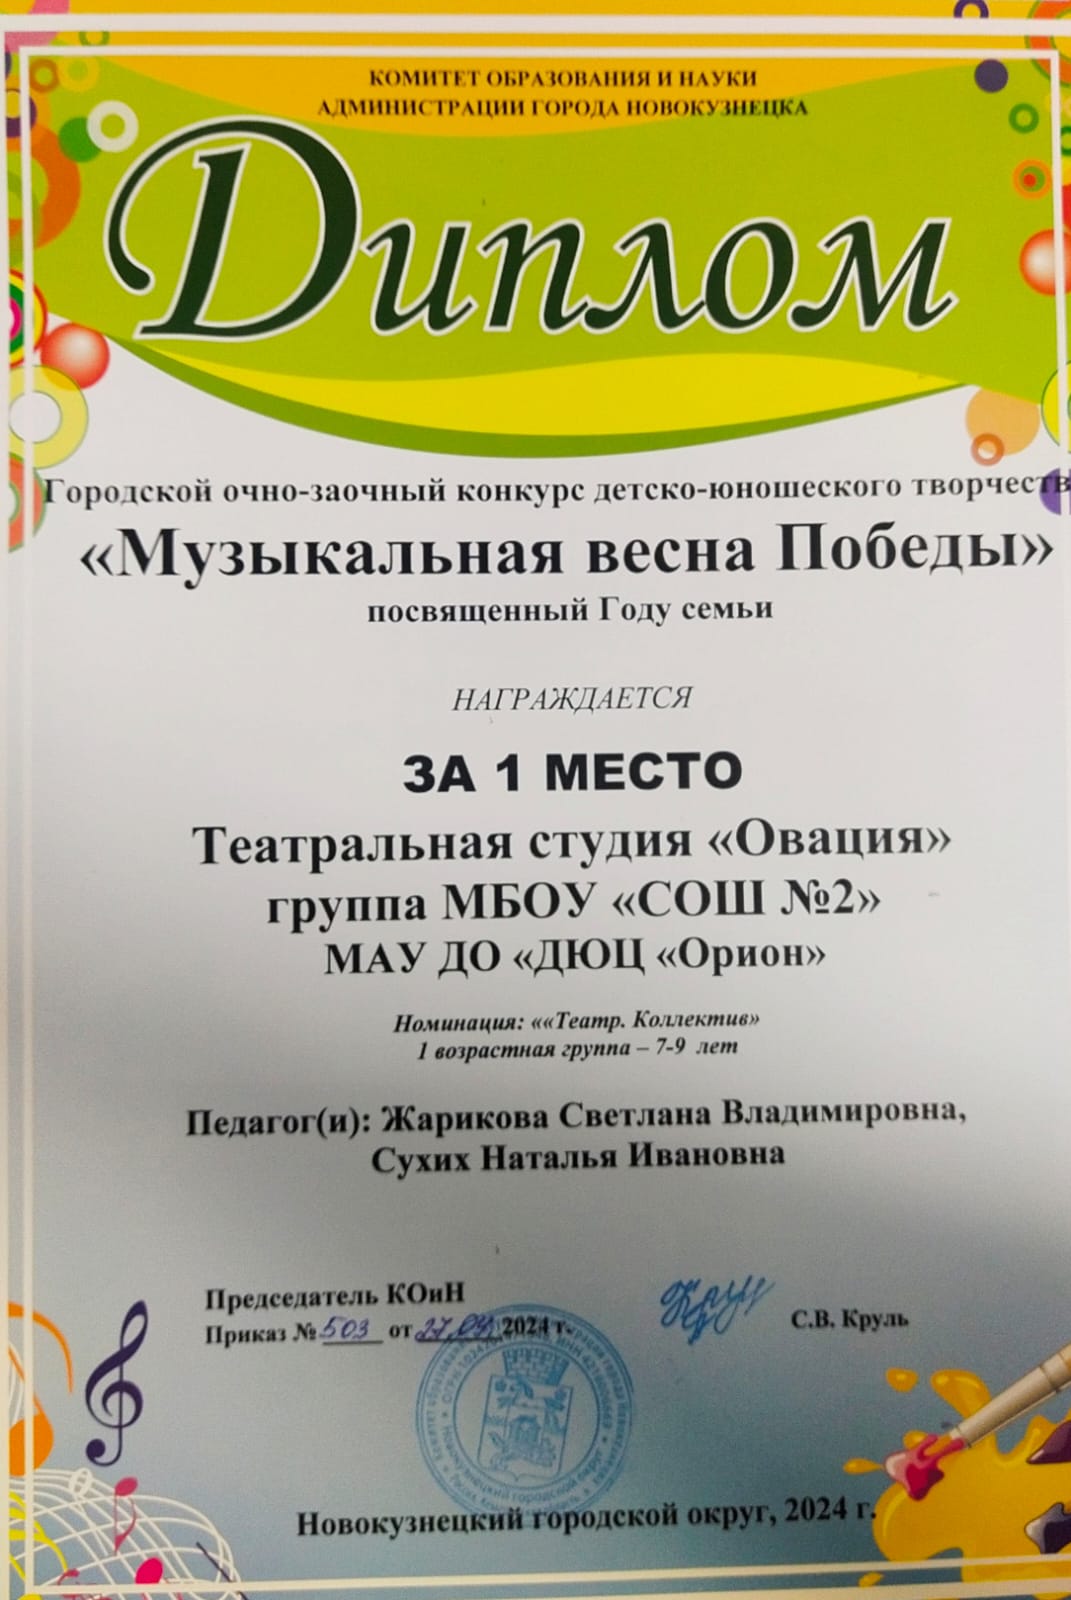 КОМИТЕТ ОБРАЗОВАНИЯ И НАУКИ
АДМИНИСТРАЦИИ ГОРОДА НОВОКУЗНЕЦКА
Диплом
Городской очно-заочный конкурс детско-юношеского творчеств
«Музыкальная весна Победы»
посвященный Году семьи
НАГРАЖДАЕТСЯ
ЗА 1 МЕСТО
Театральная студия «Овация»
группа МБОУ «СОШ №2»
МАУ ДО «ДЮЦ «Орион»
Номинация: ««Театр. Коллектив»
1 возрастная группа – 7-9 лет
Педагог(и): Жарикова Светлана Владимировна,
Сухих Наталья Ивановна
Председатель КОиН
С.В. Круль
Приказ № 503 от 27.04. 2024 г.
Новокузнецкий городской округ, 2024 г.